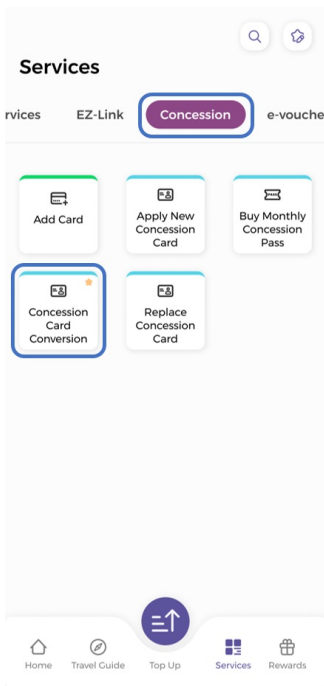 Services
rvices
EZ-Link
Concession
e-vouche
Add Card
Apply New
Concession
Card
Buy Monthly
Concession
Pass
Concession
Card
Conversion
Replace
Concession
Card
Home
Travel Guide
Top Up
Services
Rewards